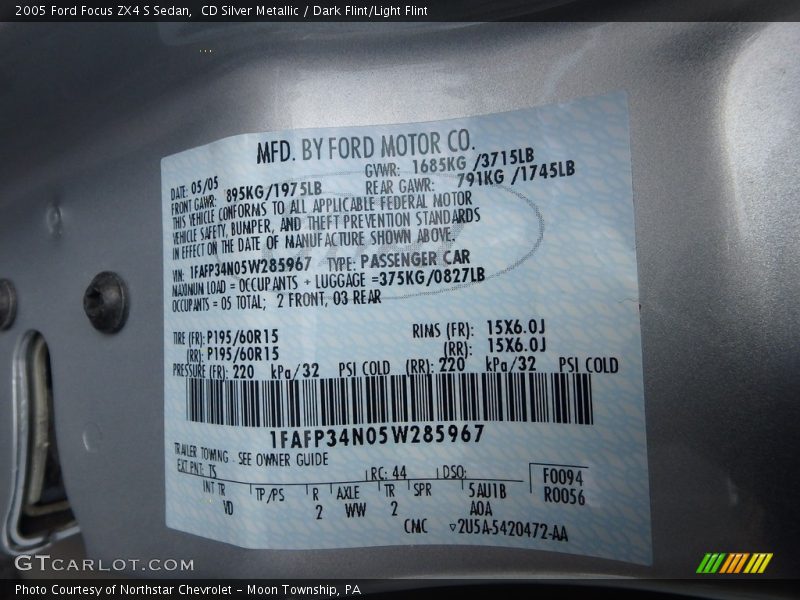 2005 Ford Focus ZX4 S Sedan,  CD Silver Metallic / Dark Flint/Light Flint
MFD. BY FORD MOTOR CO.
DATE: 05/05 GVWR: 1685KG /3715LB
FRONT GAWR: 895KG/1975LB REAR GAWR: 791KG /1745LB
THIS VEHICLE CONFORMS TO ALL APPLICABLE FEDERAL MOTOR
VEHICLE SAFETY, BUMPER, AND THEFT PREVENTION STANDARDS
IN EFFECT ON THE DATE OF MANUFACTURE SHOWN ABOVE.
VIN: 1FAFP34N05W285967 TYPE: PASSENGER CAR
MAXIMUM LOAD = OCCUPANTS + LUGGAGE =375KG/0827LB
OCCUPANTS = 05 TOTAL; 2 FRONT, 03 REAR
TIRE (FR): P195/60R15 RIMS (FR): 15X6.0J
(RR): P195/60R15 (RR): 15X6.0J
PRESSURE (FR): 220 kPa/32 PSI COLD (RR): 220 kPa/32 PSI COLD
1FAFP34N05W285967
TRAILER TOWING - SEE OWNER GUIDE
EXT PNT: TS RC: 44 DSO: F0094
INT TR TP/PS R AXLE TR SPR 5AU1B R0056
VD 2 WW 2 AOA
CMC ▽2U5A-5420472-AA
GTCARLOT.COM
Photo Courtesy of Northstar Chevrolet - Moon Township, PA